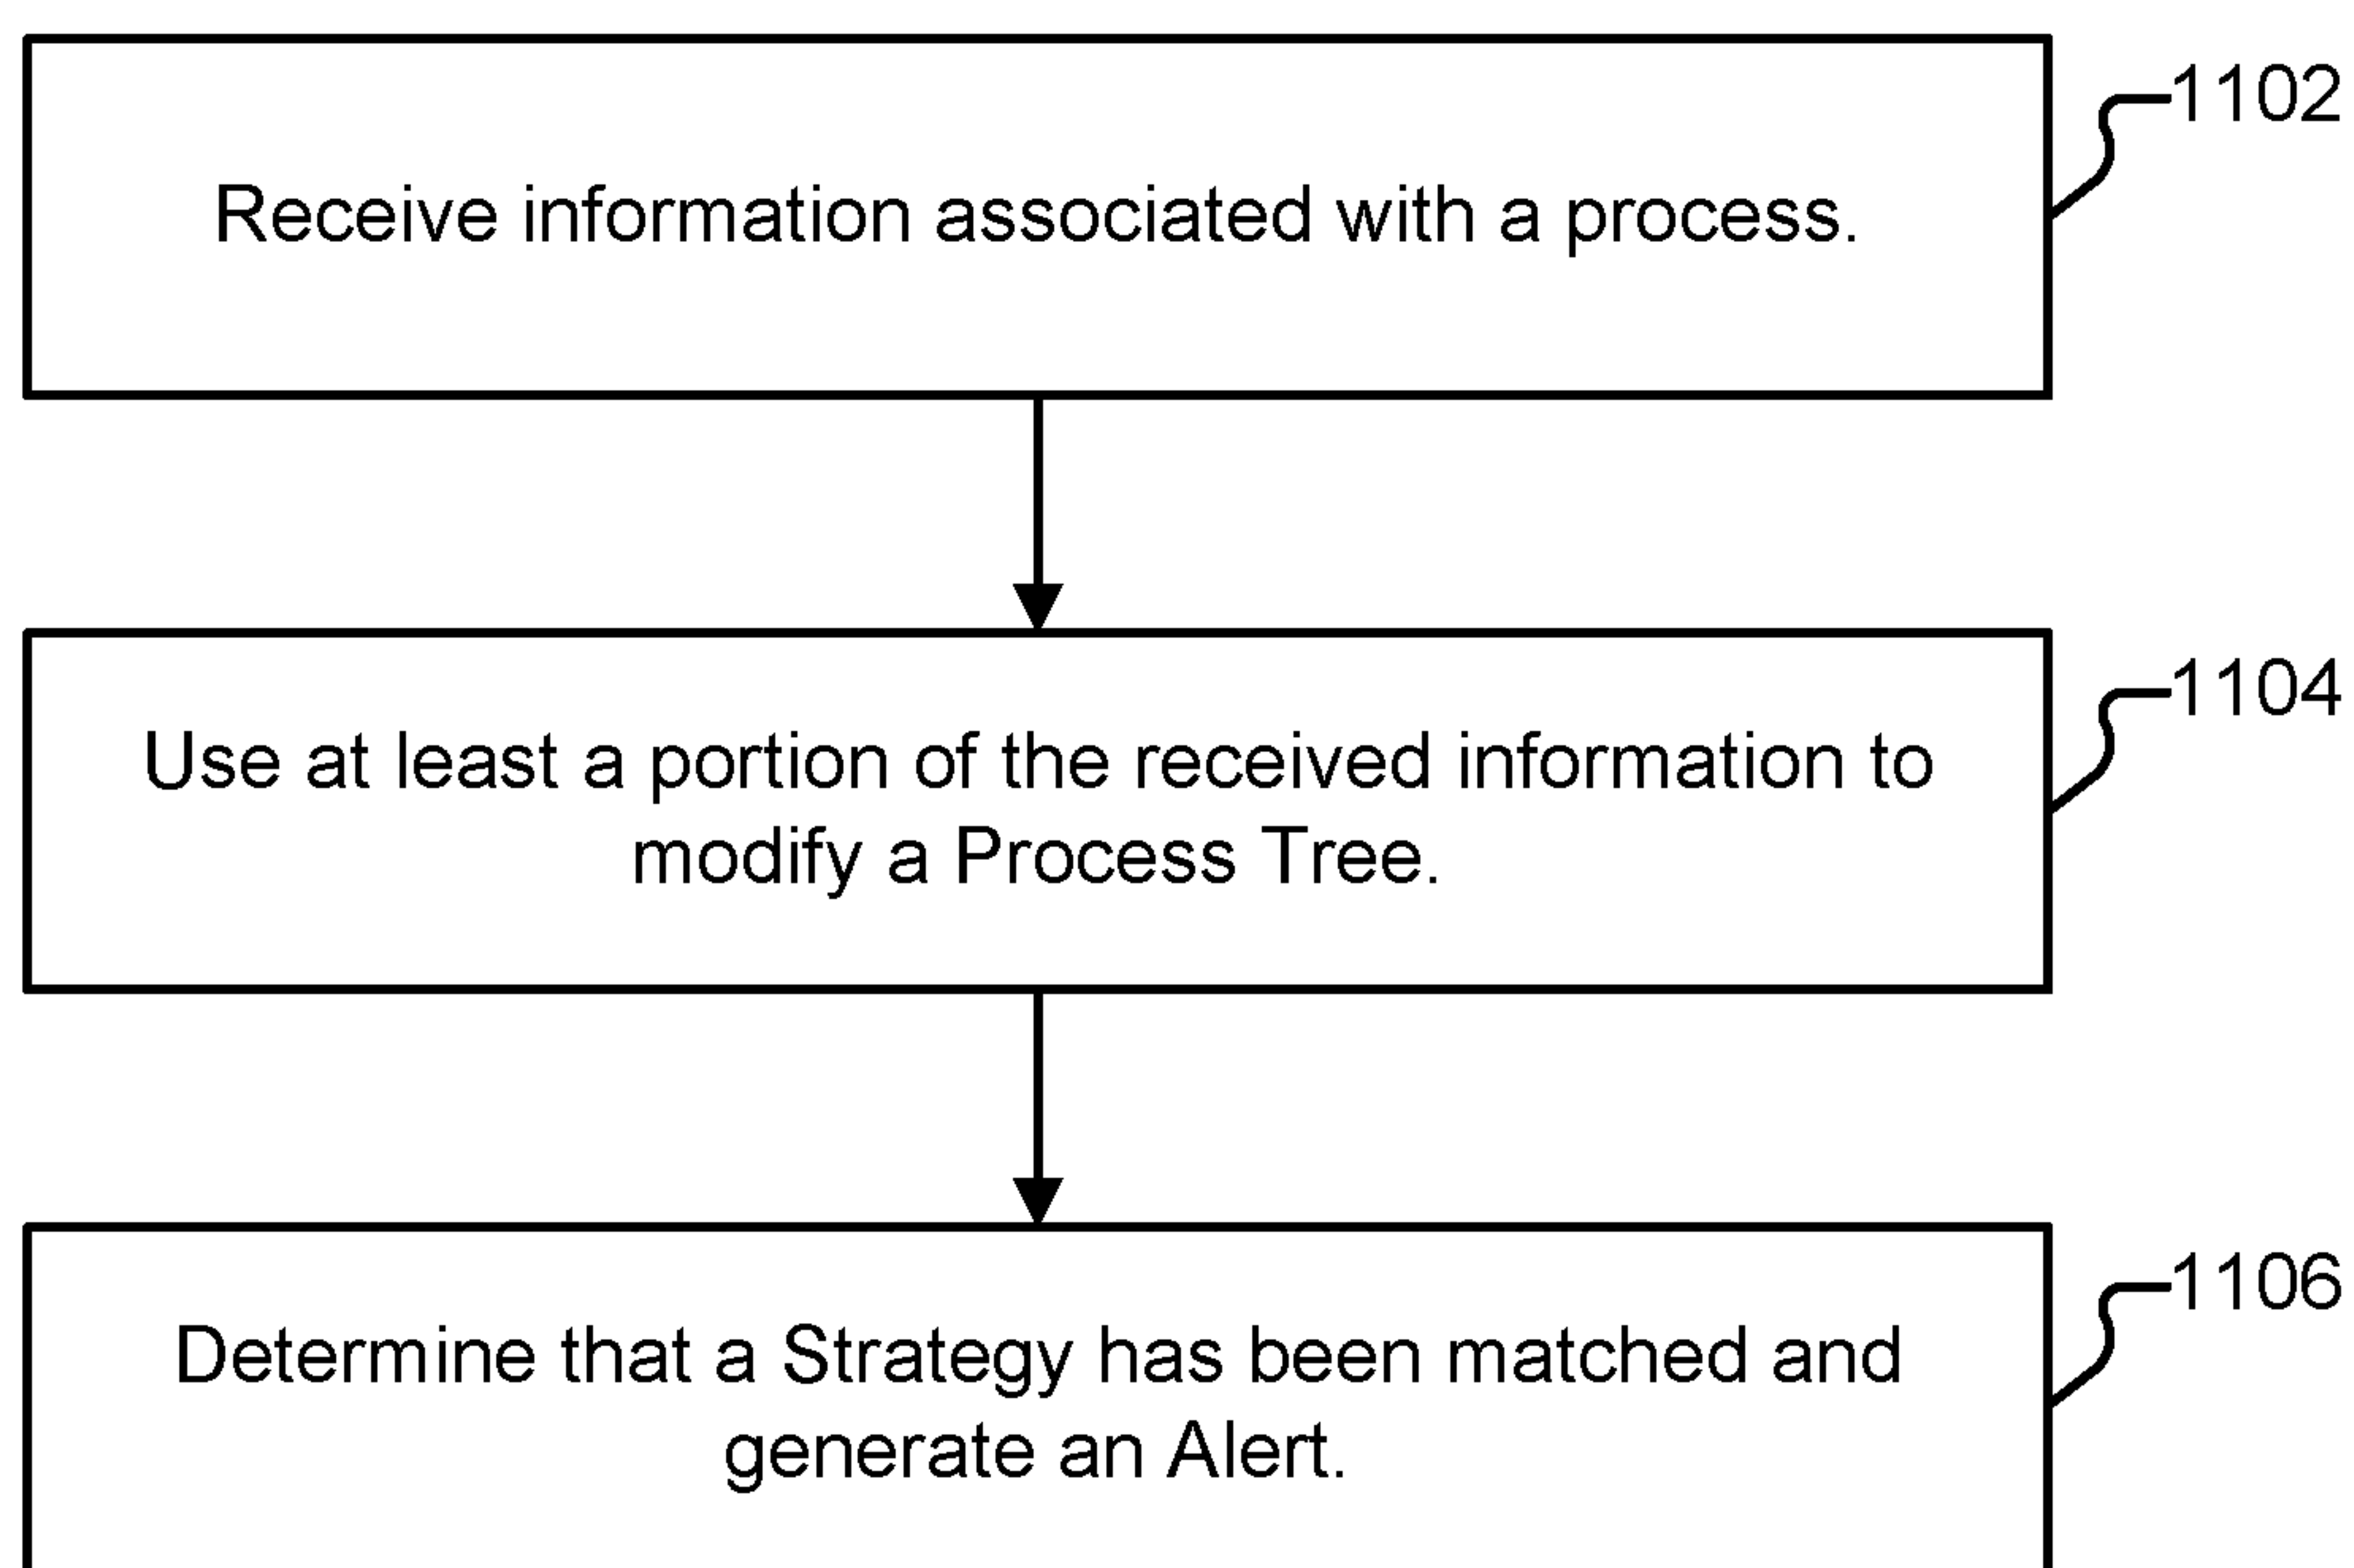 1102
Receive information associated with a process.
1104
Use at least a portion of the received information to
modify a Process Tree.
1106
Determine that a Strategy has been matched and
generate an Alert.